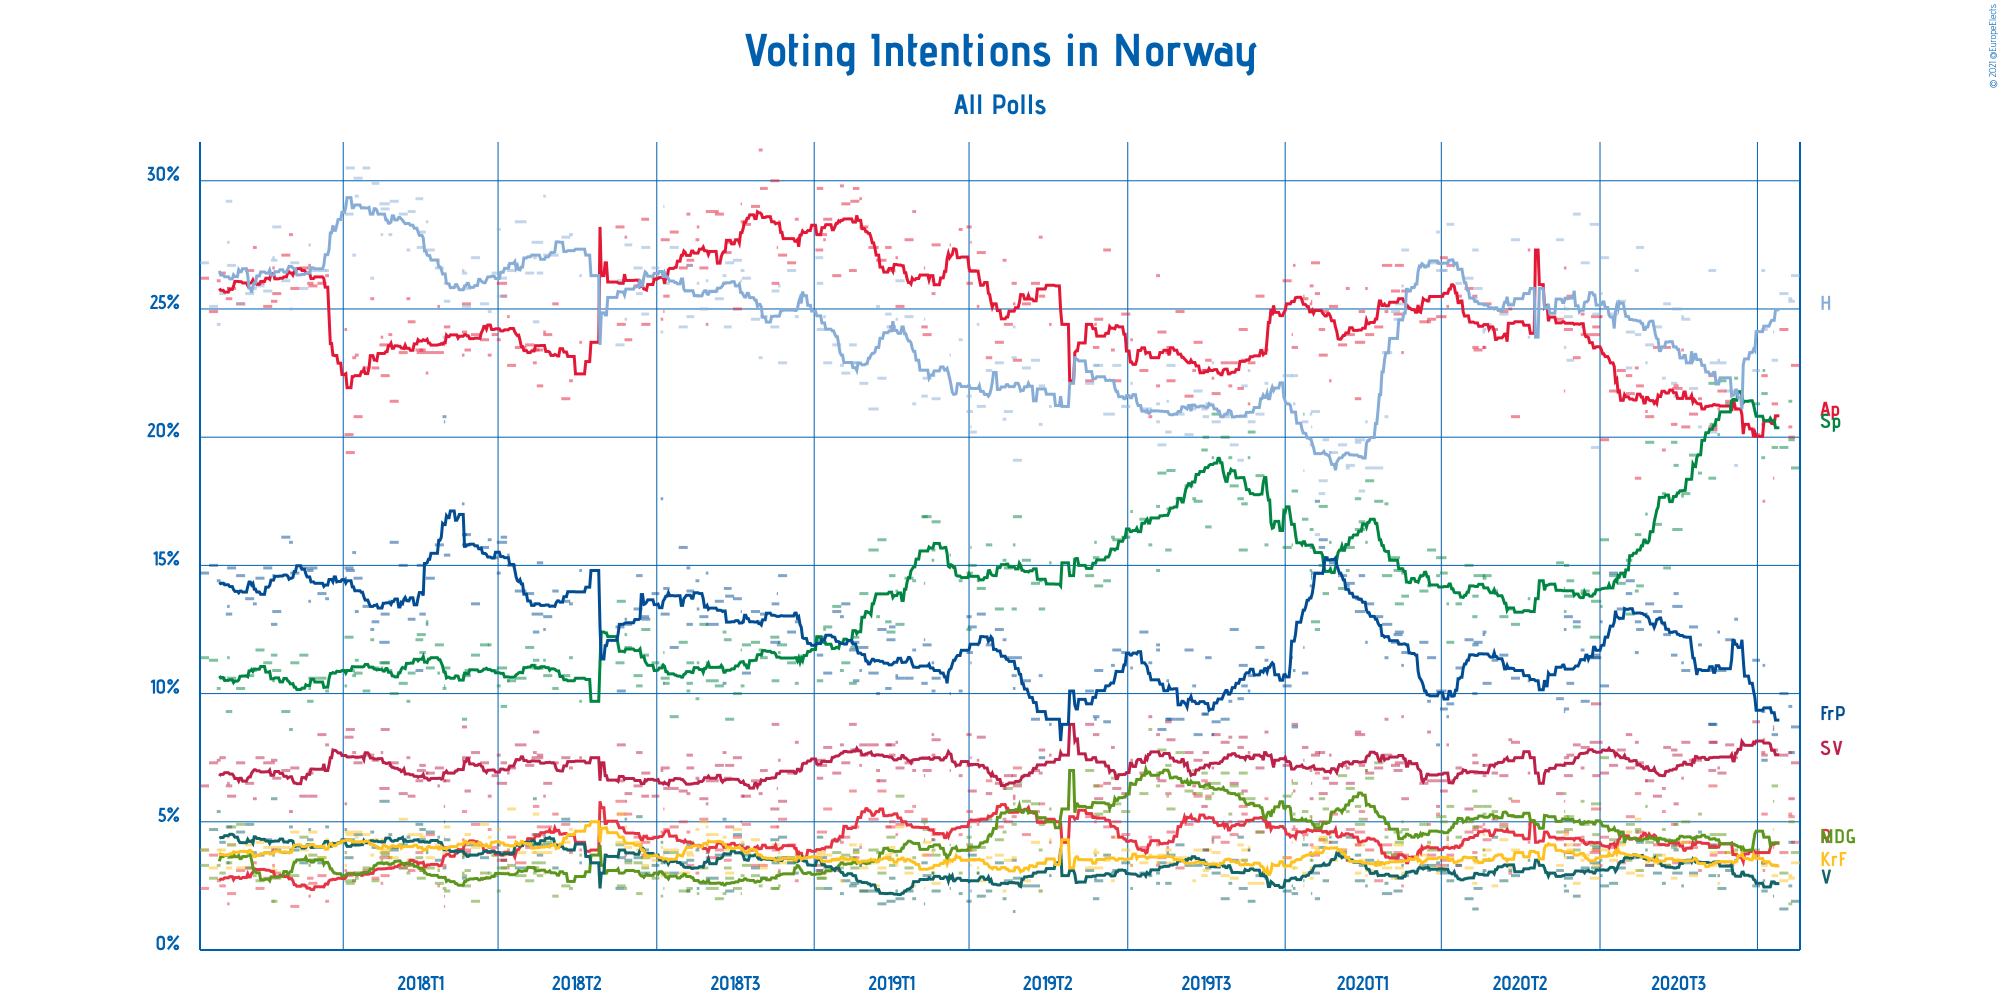 © 2021 @EuropeElects
Voting Intentions in Norway
All Polls
30%
25%
20%
15%
10%
5%
0%
H
Ap
Sp
FrP
SV
MDG
KrF
V
2018T1
2018T2
2018T3
2019T1
2019T2
2019T3
2020T1
2020T2
2020T3